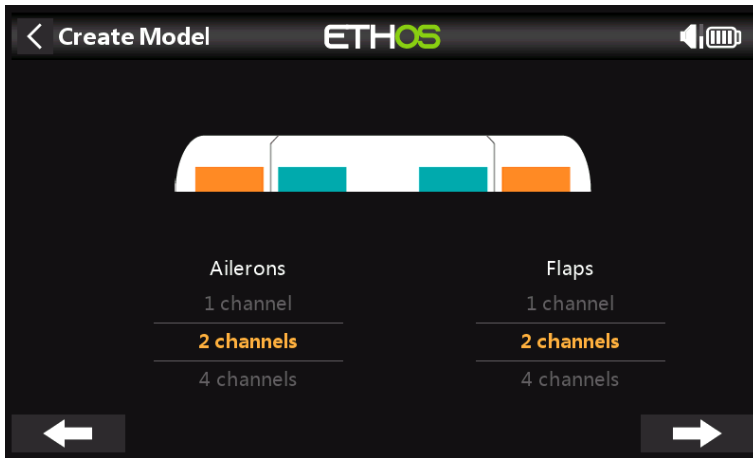 Create Model
ETHOS
Ailerons
Flaps
1 channel
1 channel
2 channels
2 channels
4 channels
4 channels